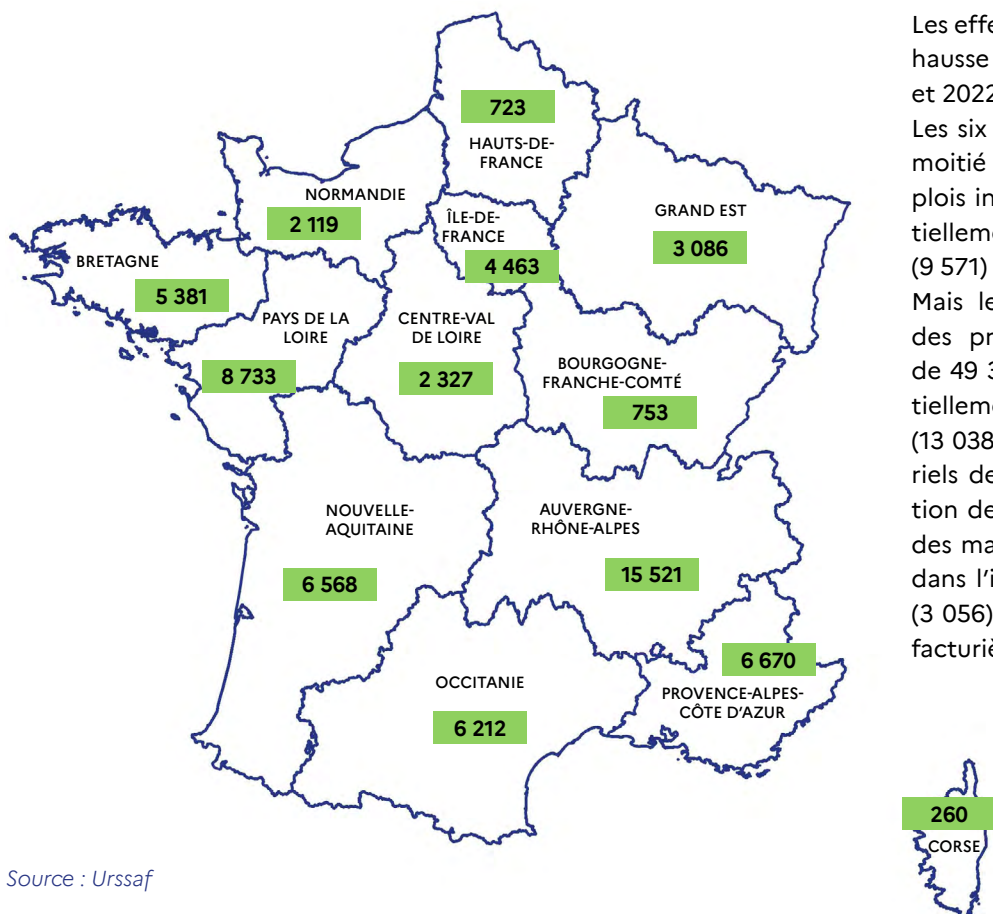 723
HAUTS-DE-
FRANCE
NORMANDIE
2 119
ÎLE-DE-
FRANCE
4 463
GRAND EST
3 086
BRETAGNE
5 381
PAYS DE LA
LOIRE
8 733
CENTRE-VAL
DE LOIRE
2 327
BOURGOGNE-
FRANCHE-COMTÉ
753
NOUVELLE-
AQUITAINE
6 568
AUVERGNE-
RHÔNE-ALPES
15 521
OCCITANIE
6 212
6 670
PROVENCE-ALPES-
CÔTE D'AZUR
260
CORSE
Source : Urssaf
Les effe
hausse
et 2022
Les six
moitié
plois in
tielleme
(9 571)
Mais le
des pr
de 49 3
tielleme
(13 038
riels de
tion de
des ma
dans l'i
(3 056)
facturiè